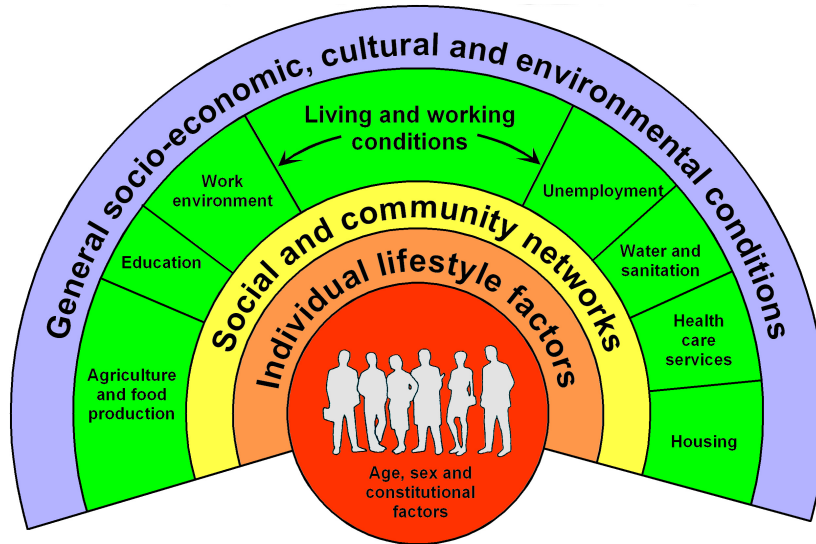 General socio-economic, cultural and environmental conditions
Living and working
conditions
Work
environment
Education
Agriculture
and food
production
Unemployment
Water and
sanitation
Health
care
services
Housing
Social and community networks
Individual lifestyle factors
Age, sex and
constitutional
factors